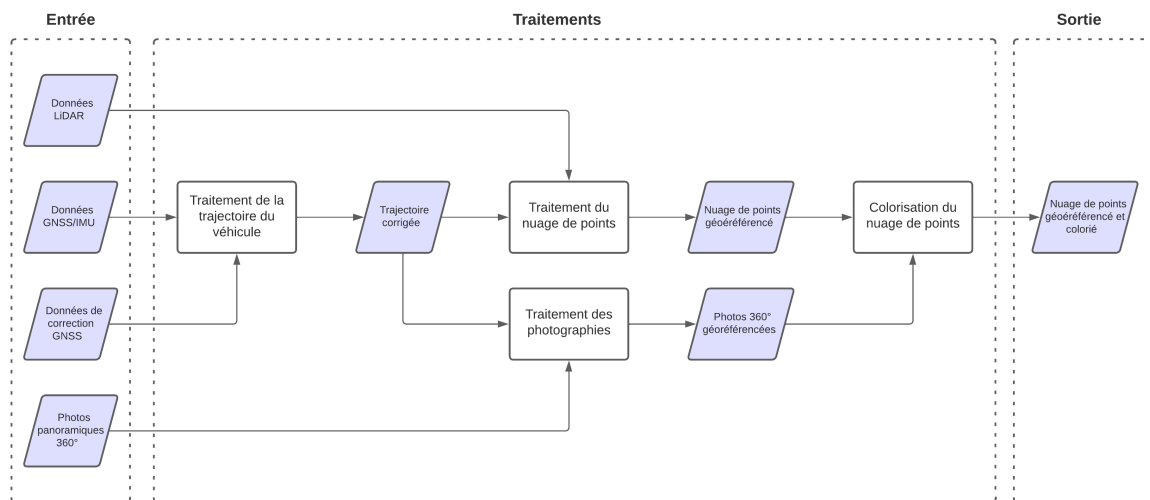 Entrée
Traitements
Sortie
Données
LiDAR
Données
GNSS/IMU
Traitement de la
trajectoire du
véhicule
Trajectoire
corrigée
Traitement du
nuage de points
Nuage de points
géoéréférencé
Colorisation du
nuage de points
Nuage de points
géoéréférencé et
colorié
Données de
correction
GNSS
Traitement des
photographies
Photos 360°
géoréférencées
Photos
panoramiques
360°